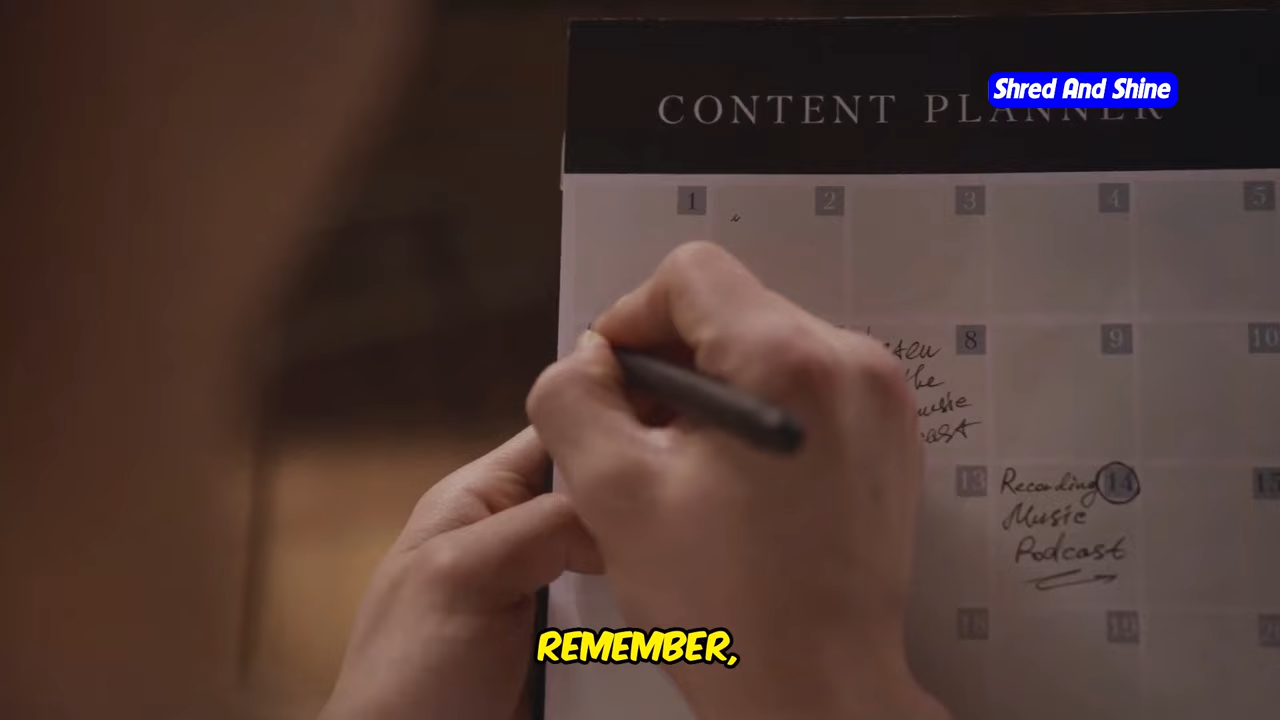 Shred And Shine
CONTENT PLANNER
1 2 3 4 5
8 9 10
the
13 Recording 14
Music
Podcast
REMEMBER,